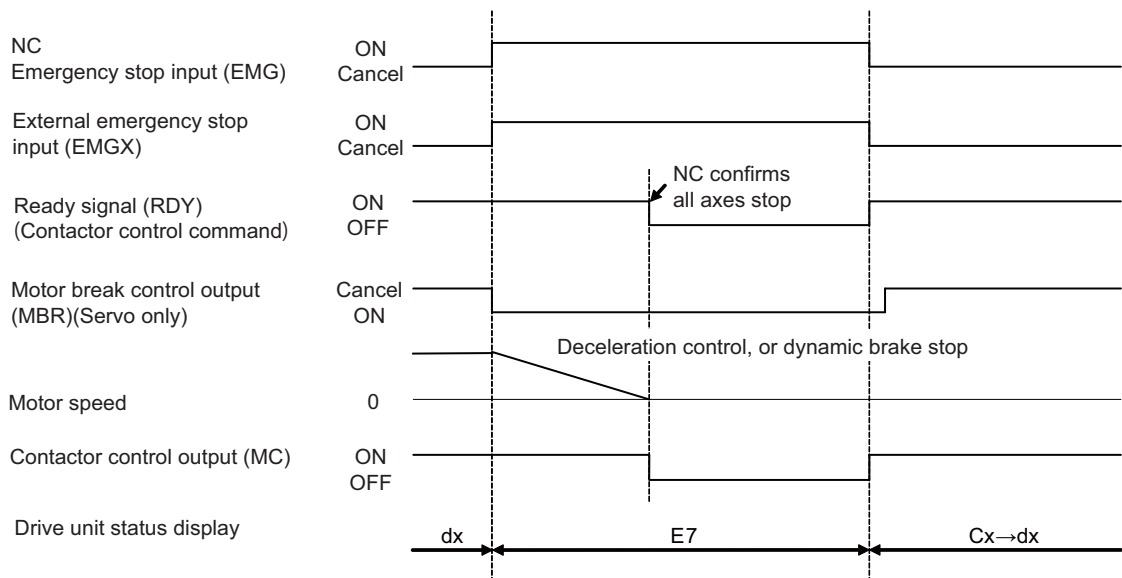 NC
Emergency stop input (EMG)
ON
Cancel
External emergency stop
input (EMGX)
ON
Cancel
NC confirms
all axes stop
Ready signal (RDY)
(Contactor control command)
ON
OFF
Motor break control output
(MBR)(Servo only)
Cancel
ON
Deceleration control, or dynamic brake stop
Motor speed
0
Contactor control output (MC)
ON
OFF
Drive unit status display
dx
E7
Cx→dx